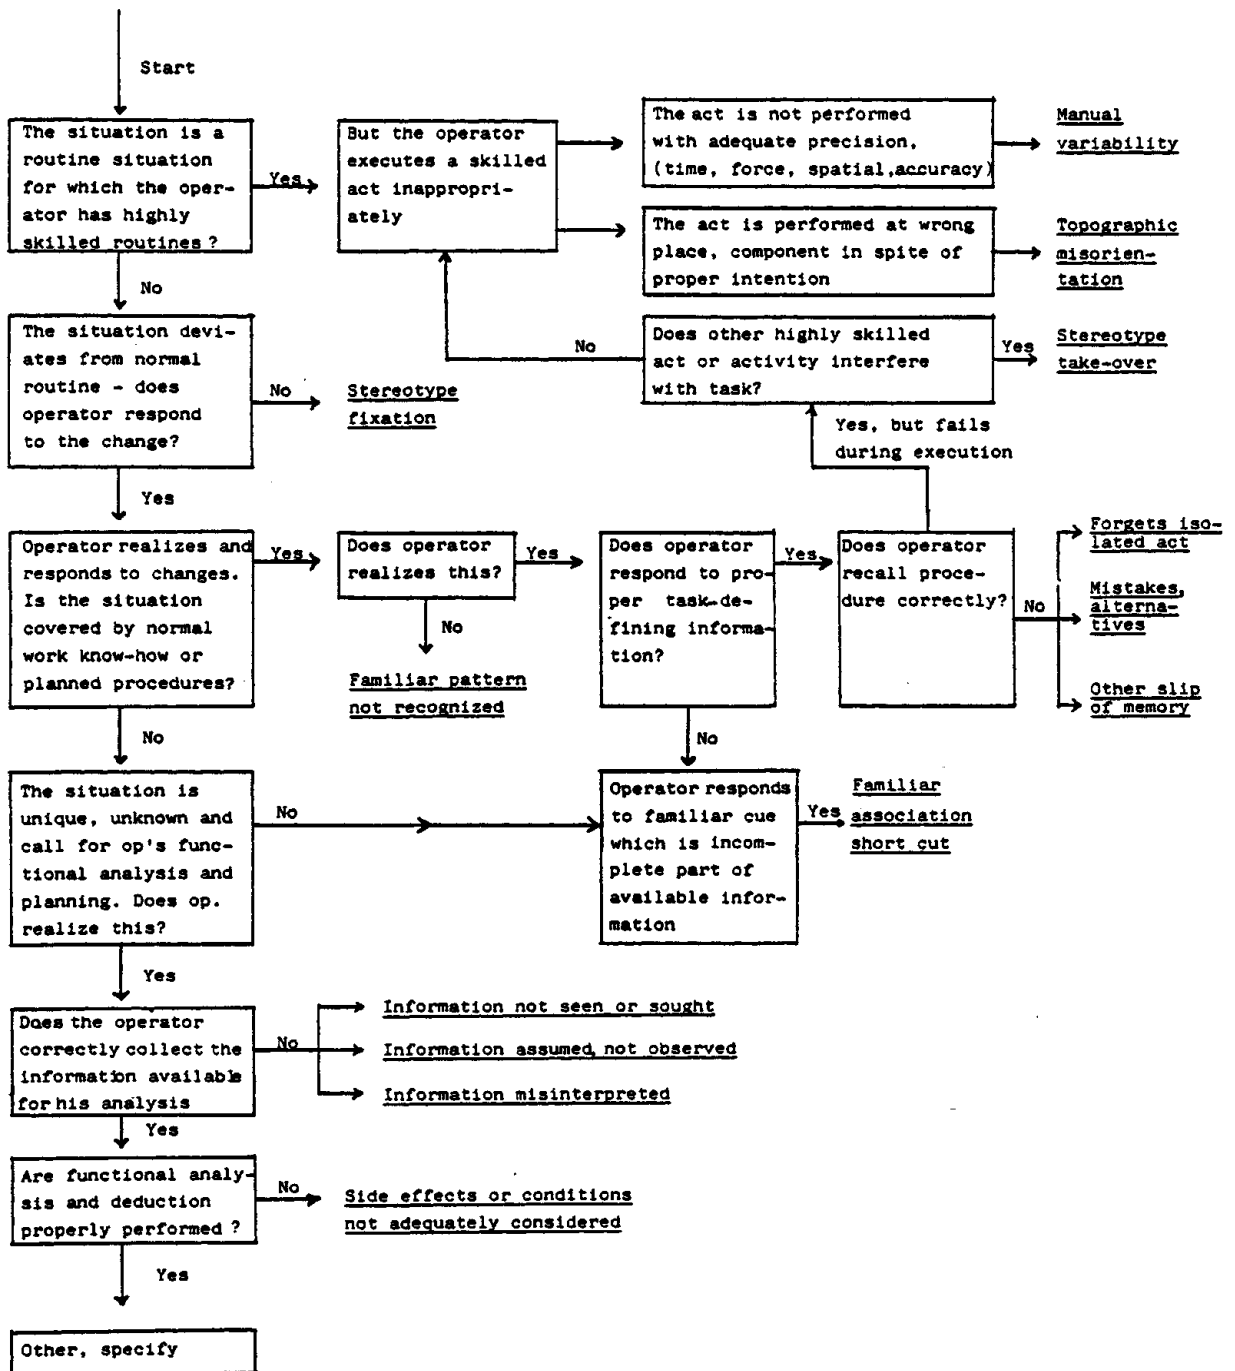 Start
The situation is a
routine situation
for which the oper-
ator has highly
skilled routines?
Yes
But the operator
executes a skilled
act inappropri-
ately
The act is not performed
with adequate precision,
(time, force, spatial,accuracy)
Manual
variability
The act is performed at wrong
place, component in spite of
proper intention
Topographic
misorien-
tation
No
The situation devi-
ates from normal
routine - does
operator respond
to the change?
No
Stereotype
fixation
No
Does other highly skilled
act or activity interfere
with task?
Yes
Stereotype
take-over
Yes, but fails
during execution
Yes
Operator realizes and
responds to changes.
Is the situation
covered by normal
work know-how or
planned procedures?
Yes
Does operator
realizes this?
Yes
No
Familiar pattern
not recognized
Does operator
respond to pro-
per task-de-
fining informa-
tion?
Yes
Does operator
recall proce-
dure correctly?
No
Forgets iso-
lated act
Mistakes,
alterna-
tives
Other slip
of memory
No
No
The situation is
unique, unknown and
call for op's func-
tional analysis and
planning. Does op.
realize this?
No
Operator responds
to familiar cue
which is incom-
plete part of
available infor-
mation
Yes
Familiar
association
short cut
Yes
Does the operator
correctly collect the
information available
for his analysis
No
Information not seen or sought
Information assumed, not observed
Information misinterpreted
Yes
Are functional analy-
sis and deduction
properly performed ?
No
Side effects or conditions
not adequately considered
Yes
Other, specify